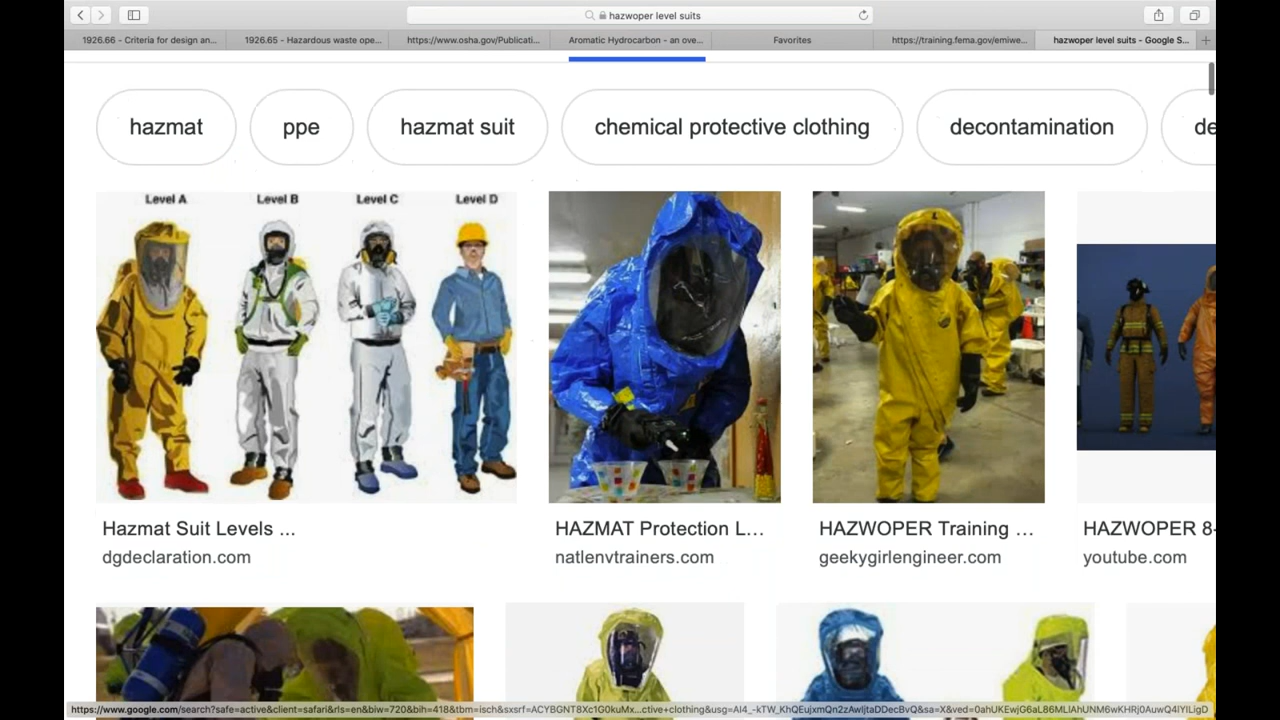 hazwoper level suits
1926.66 - Criteria for design an...
1926.65 - Hazardous waste ope...
https://www.osha.gov/Publicati...
Aromatic Hydrocarbon - an ove...
Favorites
https://training.fema.gov/emiwe...
hazwoper level suits - Google S...
hazmat
ppe
hazmat suit
chemical protective clothing
decontamination
de
Level A
Level B
Level C
Level D
Hazmat Suit Levels ...
dgdeclaration.com
HAZMAT Protection L...
natlenvtrainers.com
HAZWOPER Training ...
geekygirlengineer.com
HAZWOPER 8-
youtube.com